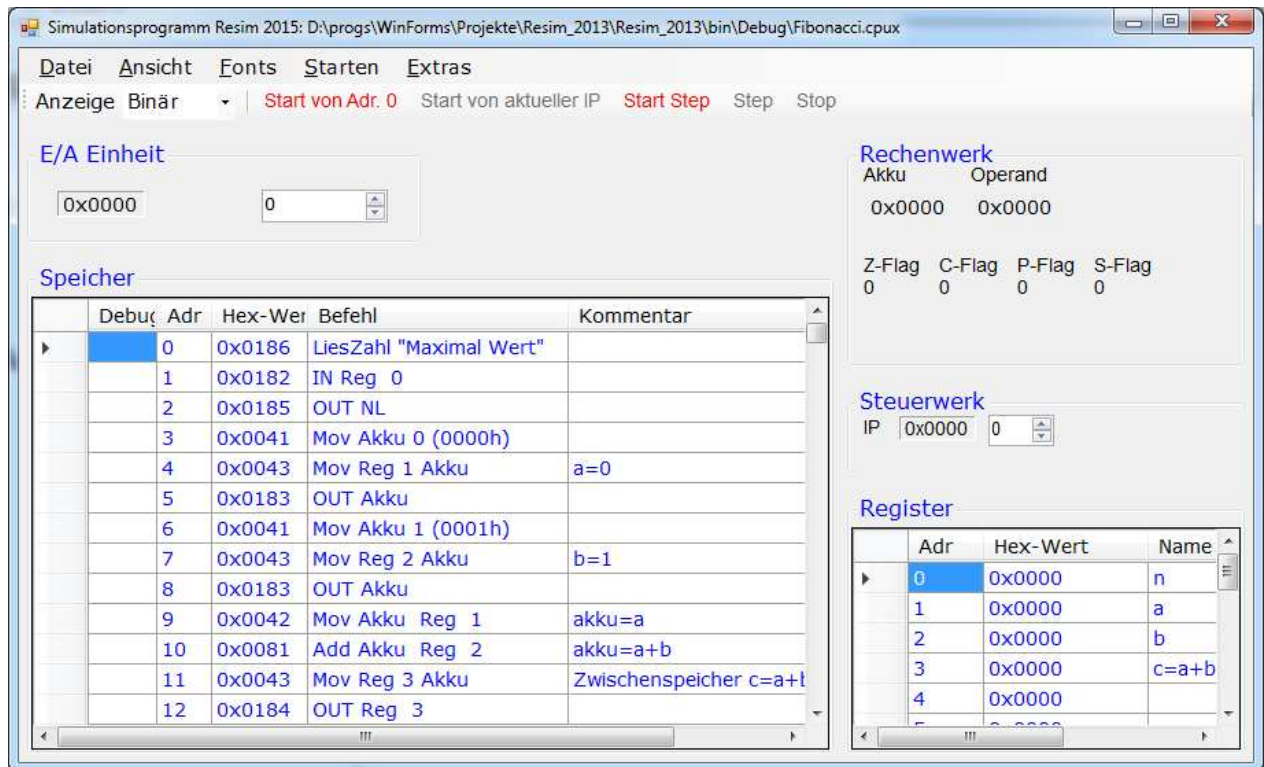 Simulationsprogramm Resim 2015: D:\progs\WinForms\Projekte\Resim_2013\Resim_2013\bin\Debug\Fibonacci.cpux
Datei Ansicht Fonts Starten Extras
Anzeige Binär Start von Adr. 0 Start von aktueller IP Start Step Step Stop
E/A Einheit
0x0000 0
Speicher
Debug Adr Hex-Wer Befehl Kommentar
0 0x0186 LiesZahl "Maximal Wert"
1 0x0182 IN Reg 0
2 0x0185 OUT NL
3 0x0041 Mov Akku 0 (0000h)
4 0x0043 Mov Reg 1 Akku a=0
5 0x0183 OUT Akku
6 0x0041 Mov Akku 1 (0001h)
7 0x0043 Mov Reg 2 Akku b=1
8 0x0183 OUT Akku
9 0x0042 Mov Akku Reg 1 akku=a
10 0x0081 Add Akku Reg 2 akku=a+b
11 0x0043 Mov Reg 3 Akku Zwischenspeicher c=a+b
12 0x0184 OUT Reg 3
Rechenwerk
Akku Operand
0x0000 0x0000
Z-Flag C-Flag P-Flag S-Flag
0 0 0 0
Steuerwerk
IP 0x0000 0
Register
Adr Hex-Wert Name
0 0x0000 n
1 0x0000 a
2 0x0000 b
3 0x0000 c=a+b
4 0x0000